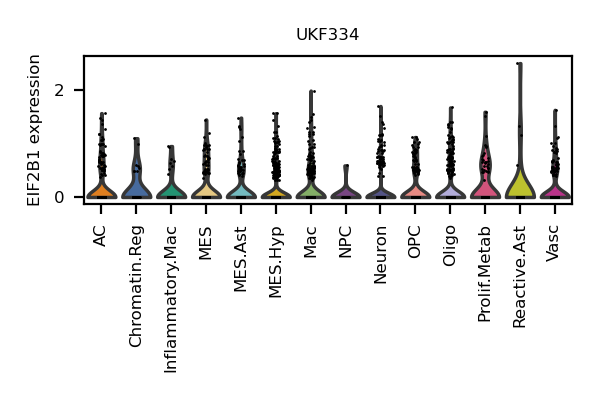 UKF334
EIF2B1 expression
2
0
AC
Chromatin.Reg
Inflammatory.Mac
MES
MES.Ast
MES.Hyp
Mac
NPC
Neuron
OPC
Oligo
Prolif.Metab
Reactive.Ast
Vasc